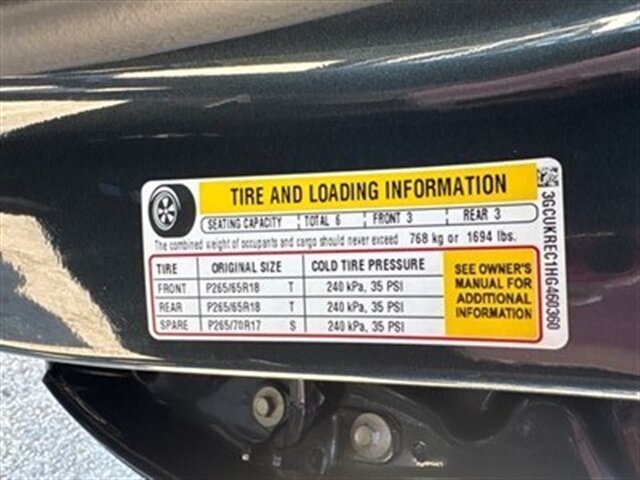 TIRE AND LOADING INFORMATION
SEATING CAPACITY TOTAL 6 FRONT 3 REAR 3
The combined weight of occupants and cargo should never exceed 768 kg or 1694 lbs.
TIRE ORIGINAL SIZE COLD TIRE PRESSURE
FRONT P265/65R18 T 240 kPa, 35 PSI
REAR P265/65R18 T 240 kPa, 35 PSI
SPARE P265/70R17 S 240 kPa, 35 PSI
SEE OWNER'S
MANUAL FOR
ADDITIONAL
INFORMATION
3GCUKREC1HG460360